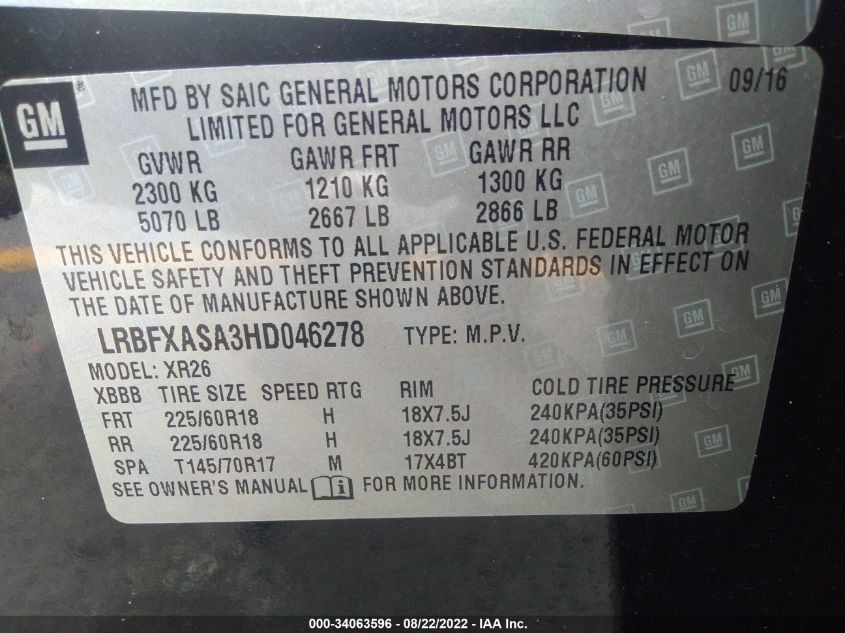 GM
MFD BY SAIC GENERAL MOTORS CORPORATION 09/16
LIMITED FOR GENERAL MOTORS LLC
GVWR GAWR FRT GAWR RR
2300 KG 1210 KG 1300 KG
5070 LB 2667 LB 2866 LB
THIS VEHICLE CONFORMS TO ALL APPLICABLE U.S. FEDERAL MOTOR
VEHICLE SAFETY AND THEFT PREVENTION STANDARDS IN EFFECT ON
THE DATE OF MANUFACTURE SHOWN ABOVE.
LRBFXASA3HD046278 TYPE: M.P.V.
MODEL: XR26
XBBB TIRE SIZE SPEED RTG RIM COLD TIRE PRESSURE
FRT 225/60R18 H 18X7.5J 240KPA(35PSI)
RR 225/60R18 H 18X7.5J 240KPA(35PSI)
SPA T145/70R17 M 17X4BT 420KPA(60PSI)
SEE OWNER'S MANUAL i FOR MORE INFORMATION.
000-34063596 - 08/22/2022 - IAA Inc.